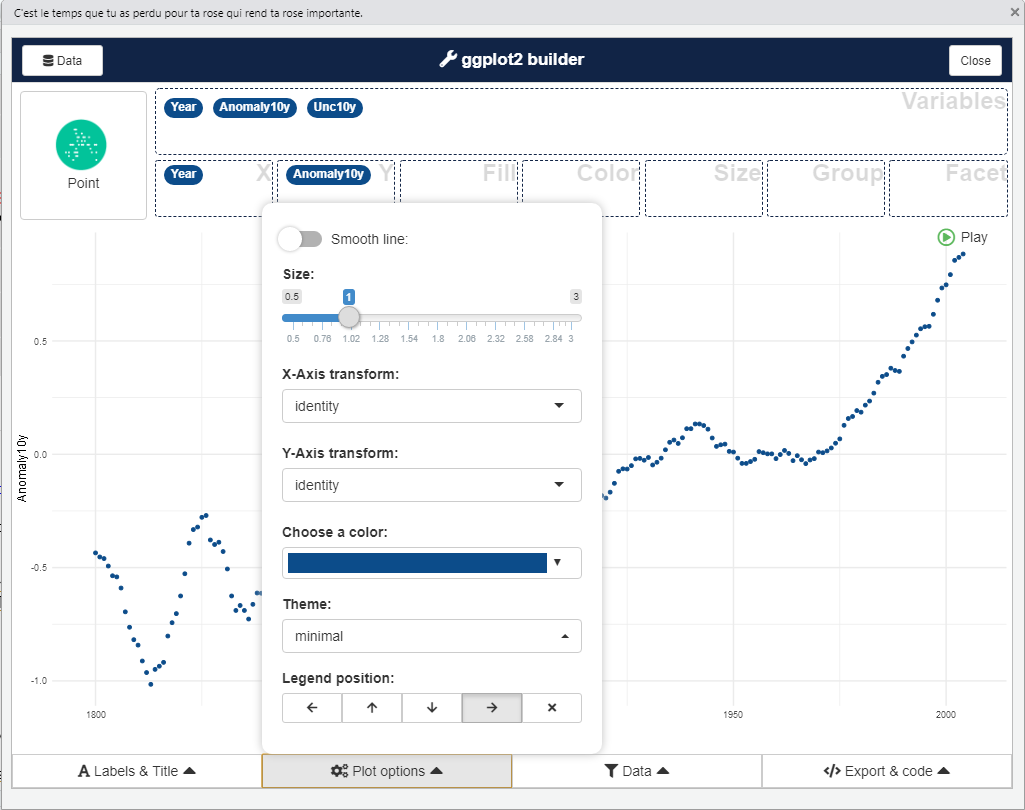 C'est le temps que tu as perdu pour ta rose qui rend ta rose importante.
Data
ggplot2 builder
Close
Point
Year Anomaly10y Unc10y
Variables
Year X
Anomaly10y Y
Fill
Color
Size
Group
Facet
Play
Smooth line:
Size:
0.5 1 3
0.5 0.76 1.02 1.28 1.54 1.8 2.06 2.32 2.58 2.84 3
X-Axis transform:
identity
Y-Axis transform:
identity
Choose a color:
Theme:
minimal
Legend position:
Anomaly10y
0.5
0.0
-0.5
-1.0
1800 1950 2000
Labels & Title
Plot options
Data
Export & code